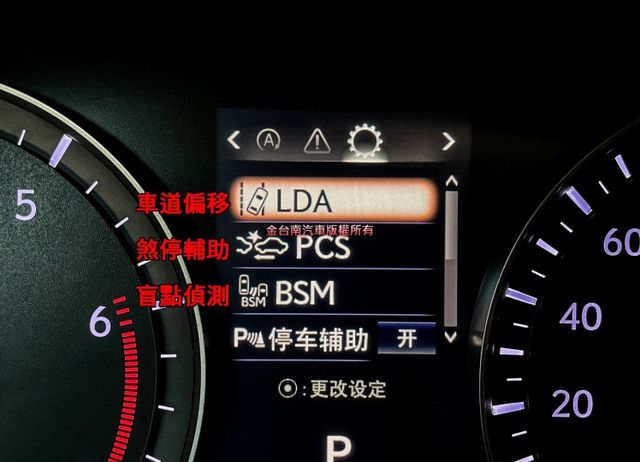 5
6
A
車道偏移 LDA
金台南汽車版權所有
煞停輔助 PCS
盲點偵測 BSM BSM
P 停车辅助 开
:更改设定
P
60
40
20